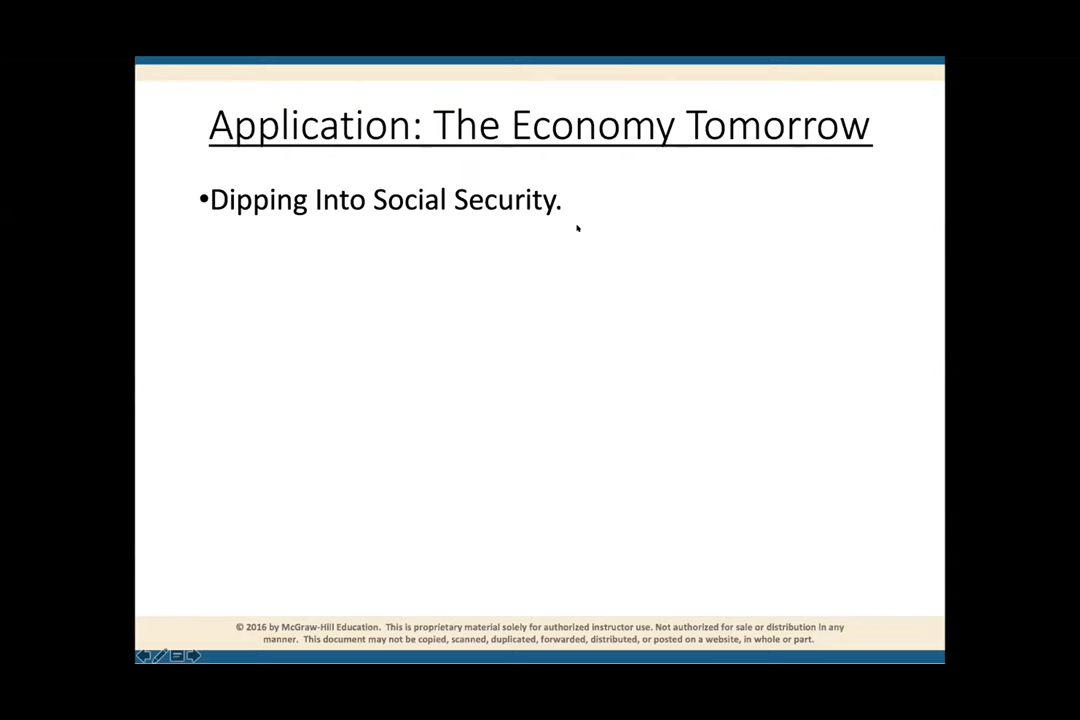 Application: The Economy Tomorrow
•Dipping Into Social Security.
© 2016 by McGraw-Hill Education. This is proprietary material solely for authorized instructor use. Not authorized for sale or distribution in any
manner. This document may not be copied, scanned, duplicated, forwarded, distributed, or posted on a website, in whole or part.